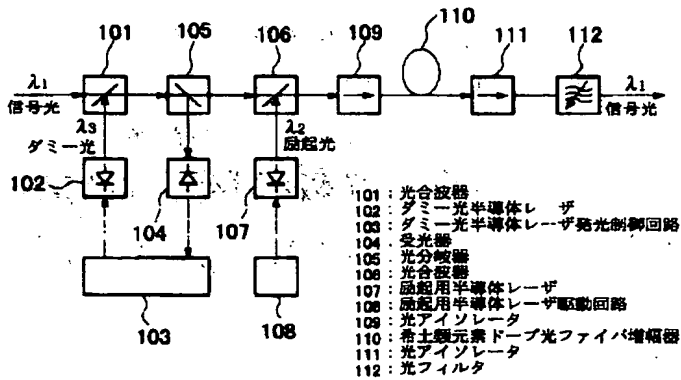 101
105
106
109
110
111
112
λ1
信号光
λ3
ダミー光
λ2
励起光
λ1
信号光
102
104
107
103
108
101 : 光合波器
102 : ダミー光半導体レーザ
103 : ダミー光半導体レーザ発光制御回路
104 : 受光器
105 : 光分岐器
106 : 光合波器
107 : 励起用半導体レーザ
108 : 励起用半導体レーザ駆動回路
109 : 光アイソレータ
110 : 希土類元素ドープ光ファイバ増幅器
111 : 光アイソレータ
112 : 光フィルタ